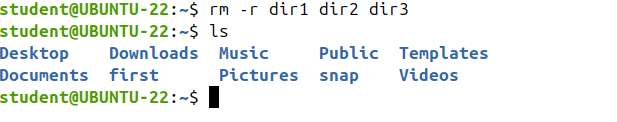 student@UBUNTU-22:~$ rm -r dir1 dir2 dir3
student@UBUNTU-22:~$ ls
Desktop    Downloads  Music     Public  Templates
Documents  first      Pictures  snap    Videos
student@UBUNTU-22:~$